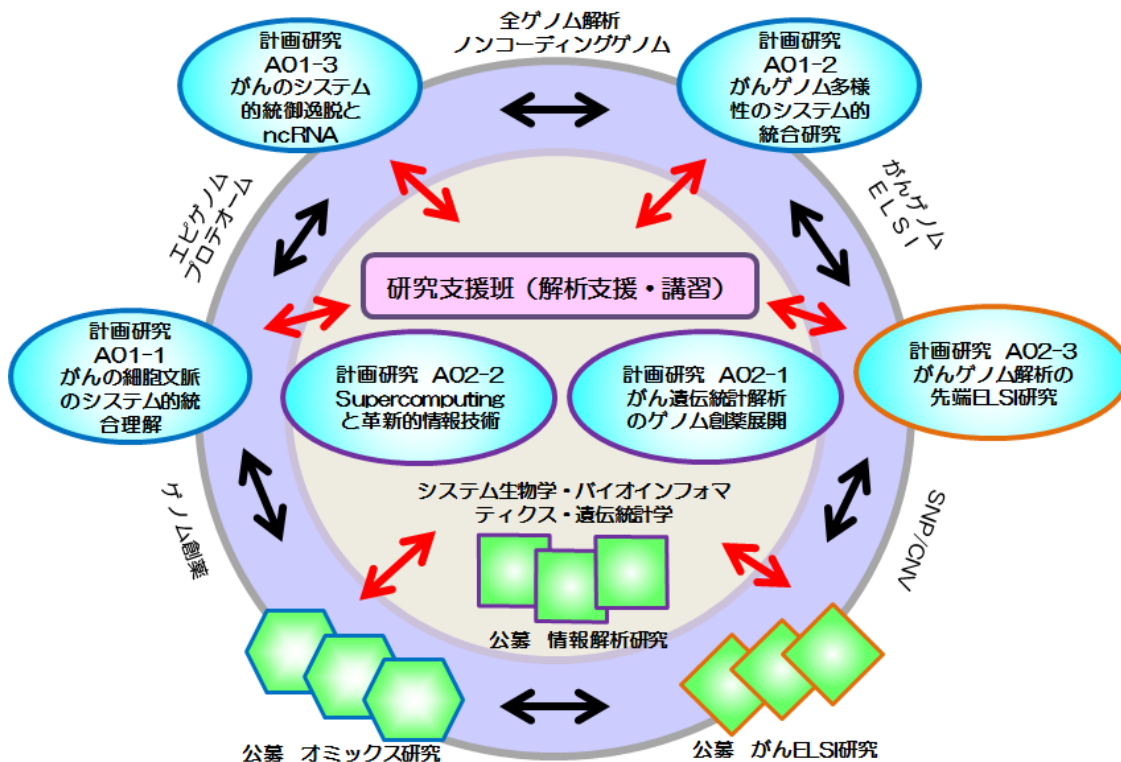 全ゲノム解析
ノンコーディングゲノム
計画研究
A01-3
がんのシステム
的統御逸脱と
ncRNA
計画研究
A01-2
がんゲノム多様
性のシステム的
統合研究
エピゲノム
プロテオーム
がんゲノム
ELSI
研究支援班（解析支援・講習）
計画研究
A01-1
がんの細胞文脈
のシステム的統
合理解
計画研究 A02-2
Supercomputing
と革新的情報技術
計画研究 A02-1
がん遺伝統計解析
のゲノム創薬展開
計画研究 A02-3
がんゲノム解析の
先端ELSI研究
システム生物学・バイオインフォマ
ティクス・遺伝統計学
ゲノム創薬
SNP/CNV
公募 情報解析研究
公募 オミックス研究
公募 がんELSI研究